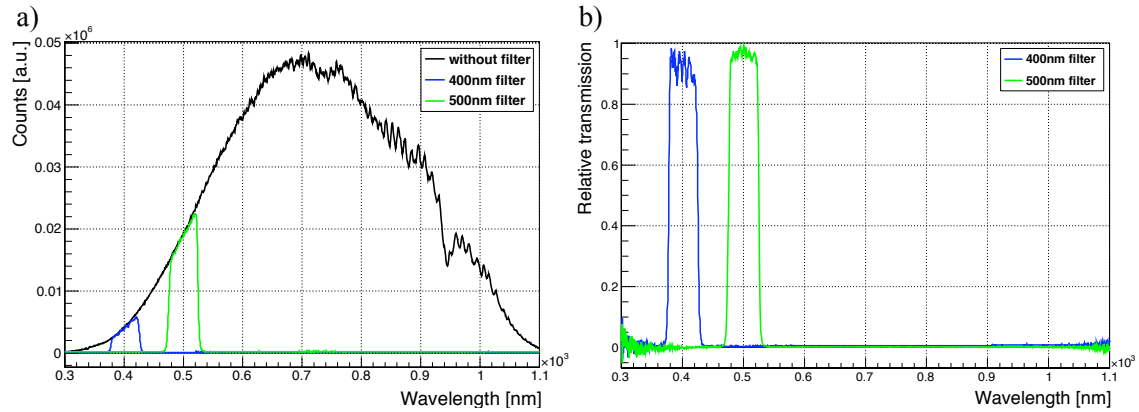 a)
×10⁶
0.05
0.04
0.03
0.02
0.01
0
Counts [a.u.]
without filter
400nm filter
500nm filter
0.3 0.4 0.5 0.6 0.7 0.8 0.9 1 1.1
×10³
Wavelength [nm]
b)
1
0.8
0.6
0.4
0.2
0
Relative transmission
400nm filter
500nm filter
0.3 0.4 0.5 0.6 0.7 0.8 0.9 1 1.1
×10³
Wavelength [nm]